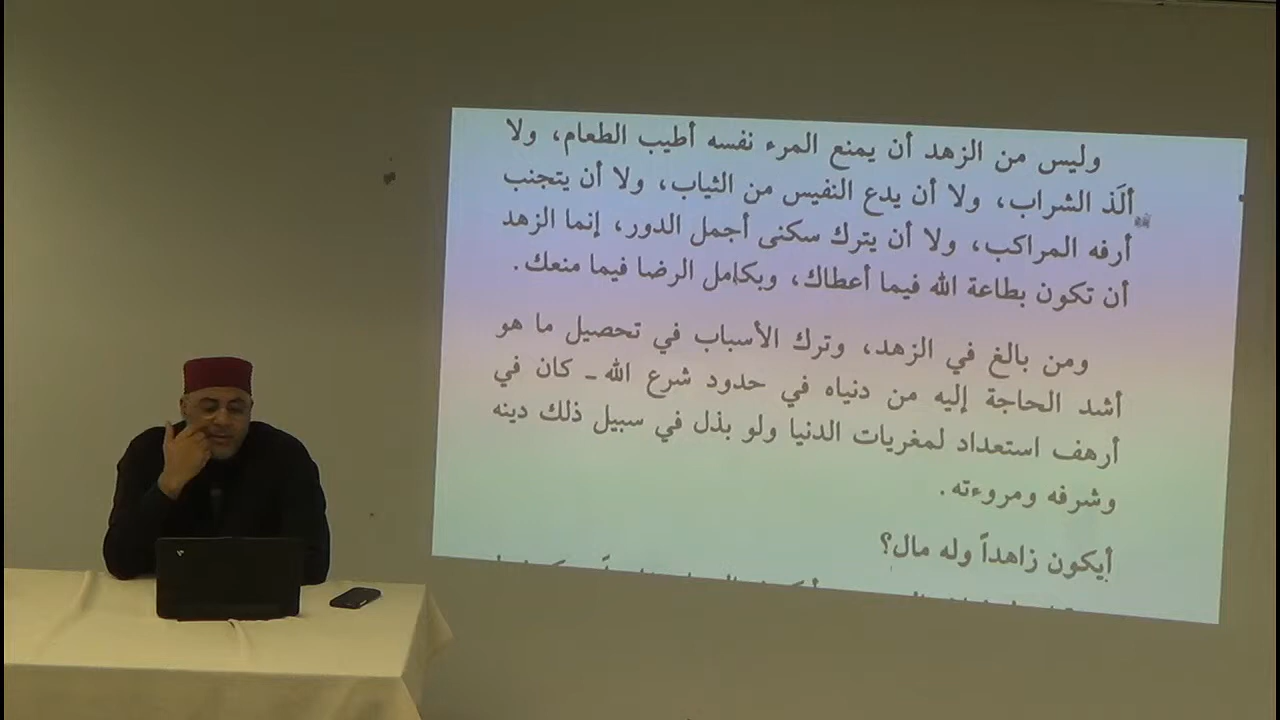 وليس من الزهد أن يمنع المرء نفسه أطيب الطعام، ولا
ألَذ الشراب، ولا أن يدع النفيس من الثياب، ولا أن يتجنب
أرفه المراكب، ولا أن يترك سكنى أجمل الدور، إنما الزهد
أن تكون بطاعة الله فيما أعطاك، وبكامل الرضا فيما منعك.
ومن بالغ في الزهد، وترك الأسباب في تحصيل ما هو
أشد الحاجة إليه من دنياه في حدود شرع الله ـ كان في
أرهف استعداد لمغريات الدنيا ولو بذل في سبيل ذلك دينه
وشرفه ومروءته.
أيكون زاهداً وله مال؟